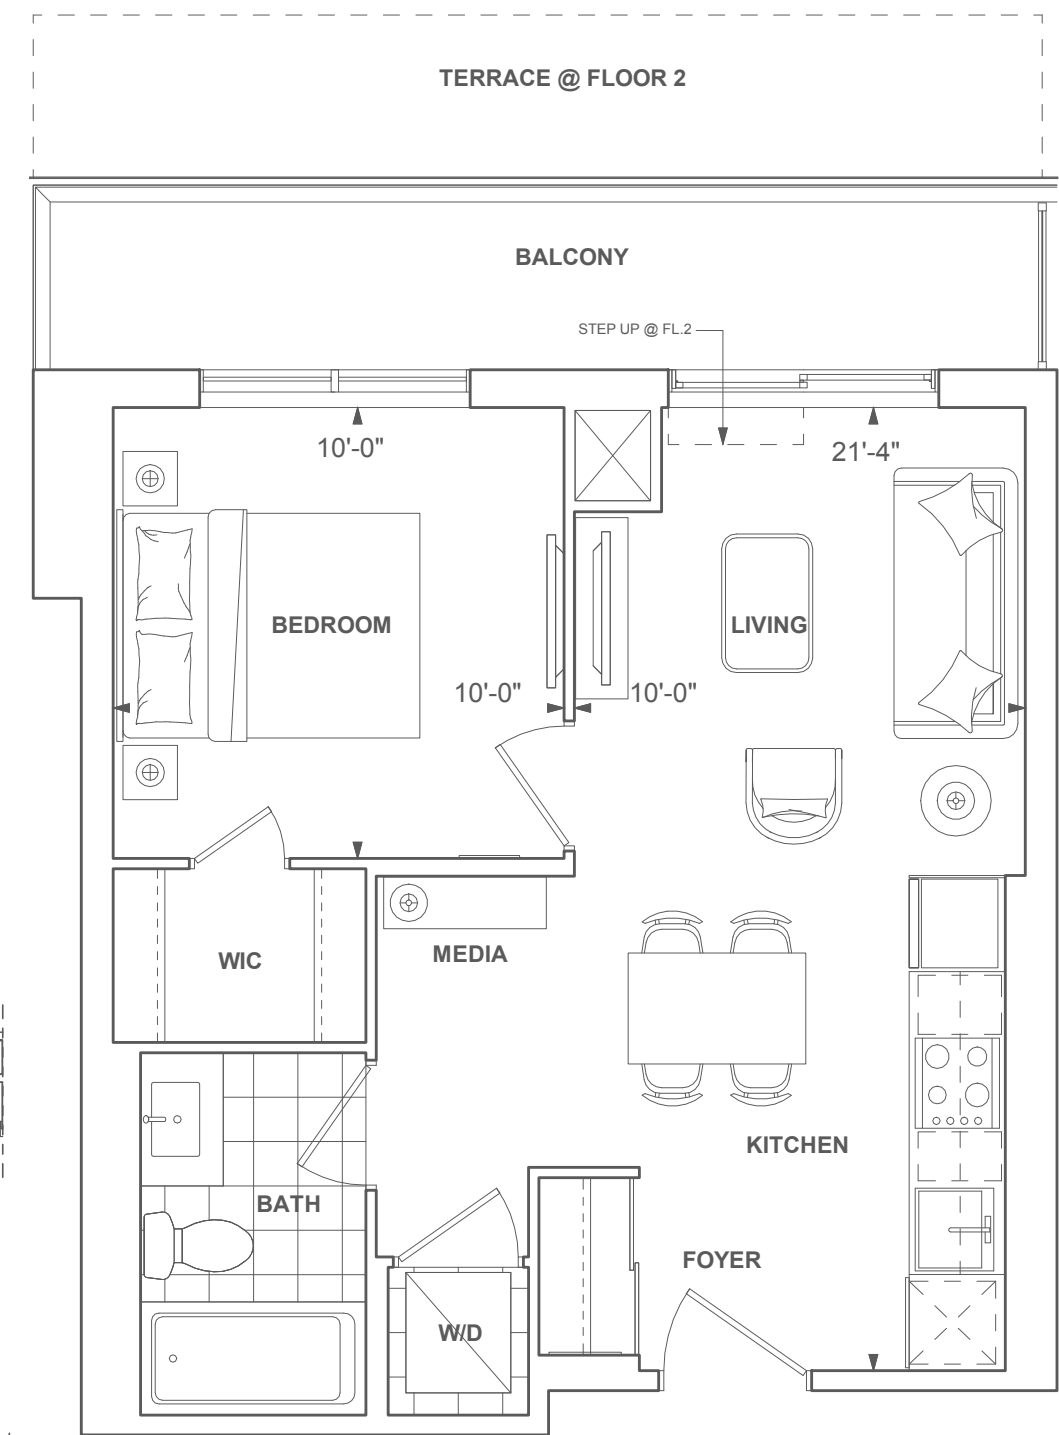 TERRACE @ FLOOR 2
BALCONY
STEP UP @ FL.2
10'-0"
21'-4"
BEDROOM
LIVING
10'-0"
10'-0"
WIC
MEDIA
KITCHEN
BATH
FOYER
W/D